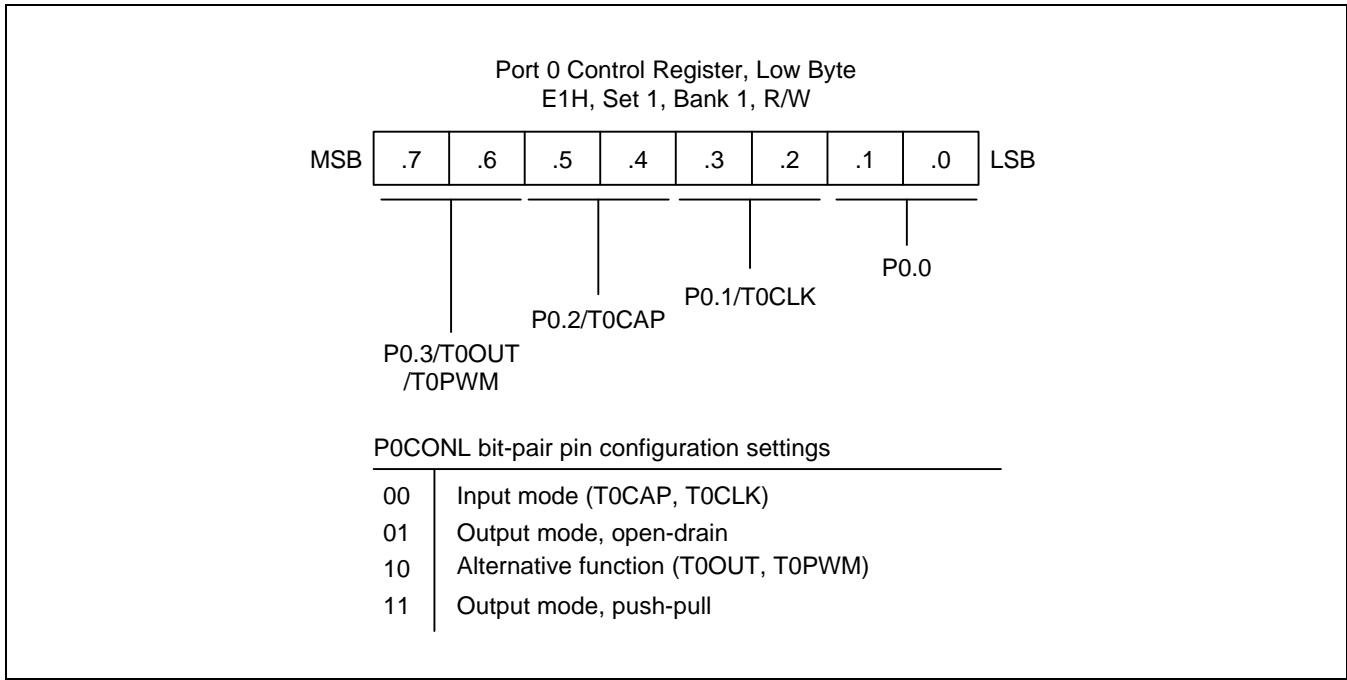 Port 0 Control Register, Low Byte
E1H, Set 1, Bank 1, R/W
MSB .7 .6 .5 .4 .3 .2 .1 .0 LSB
P0.0
P0.1/T0CLK
P0.2/T0CAP
P0.3/T0OUT
/T0PWM
P0CONL bit-pair pin configuration settings
00 Input mode (T0CAP, T0CLK)
01 Output mode, open-drain
10 Alternative function (T0OUT, T0PWM)
11 Output mode, push-pull